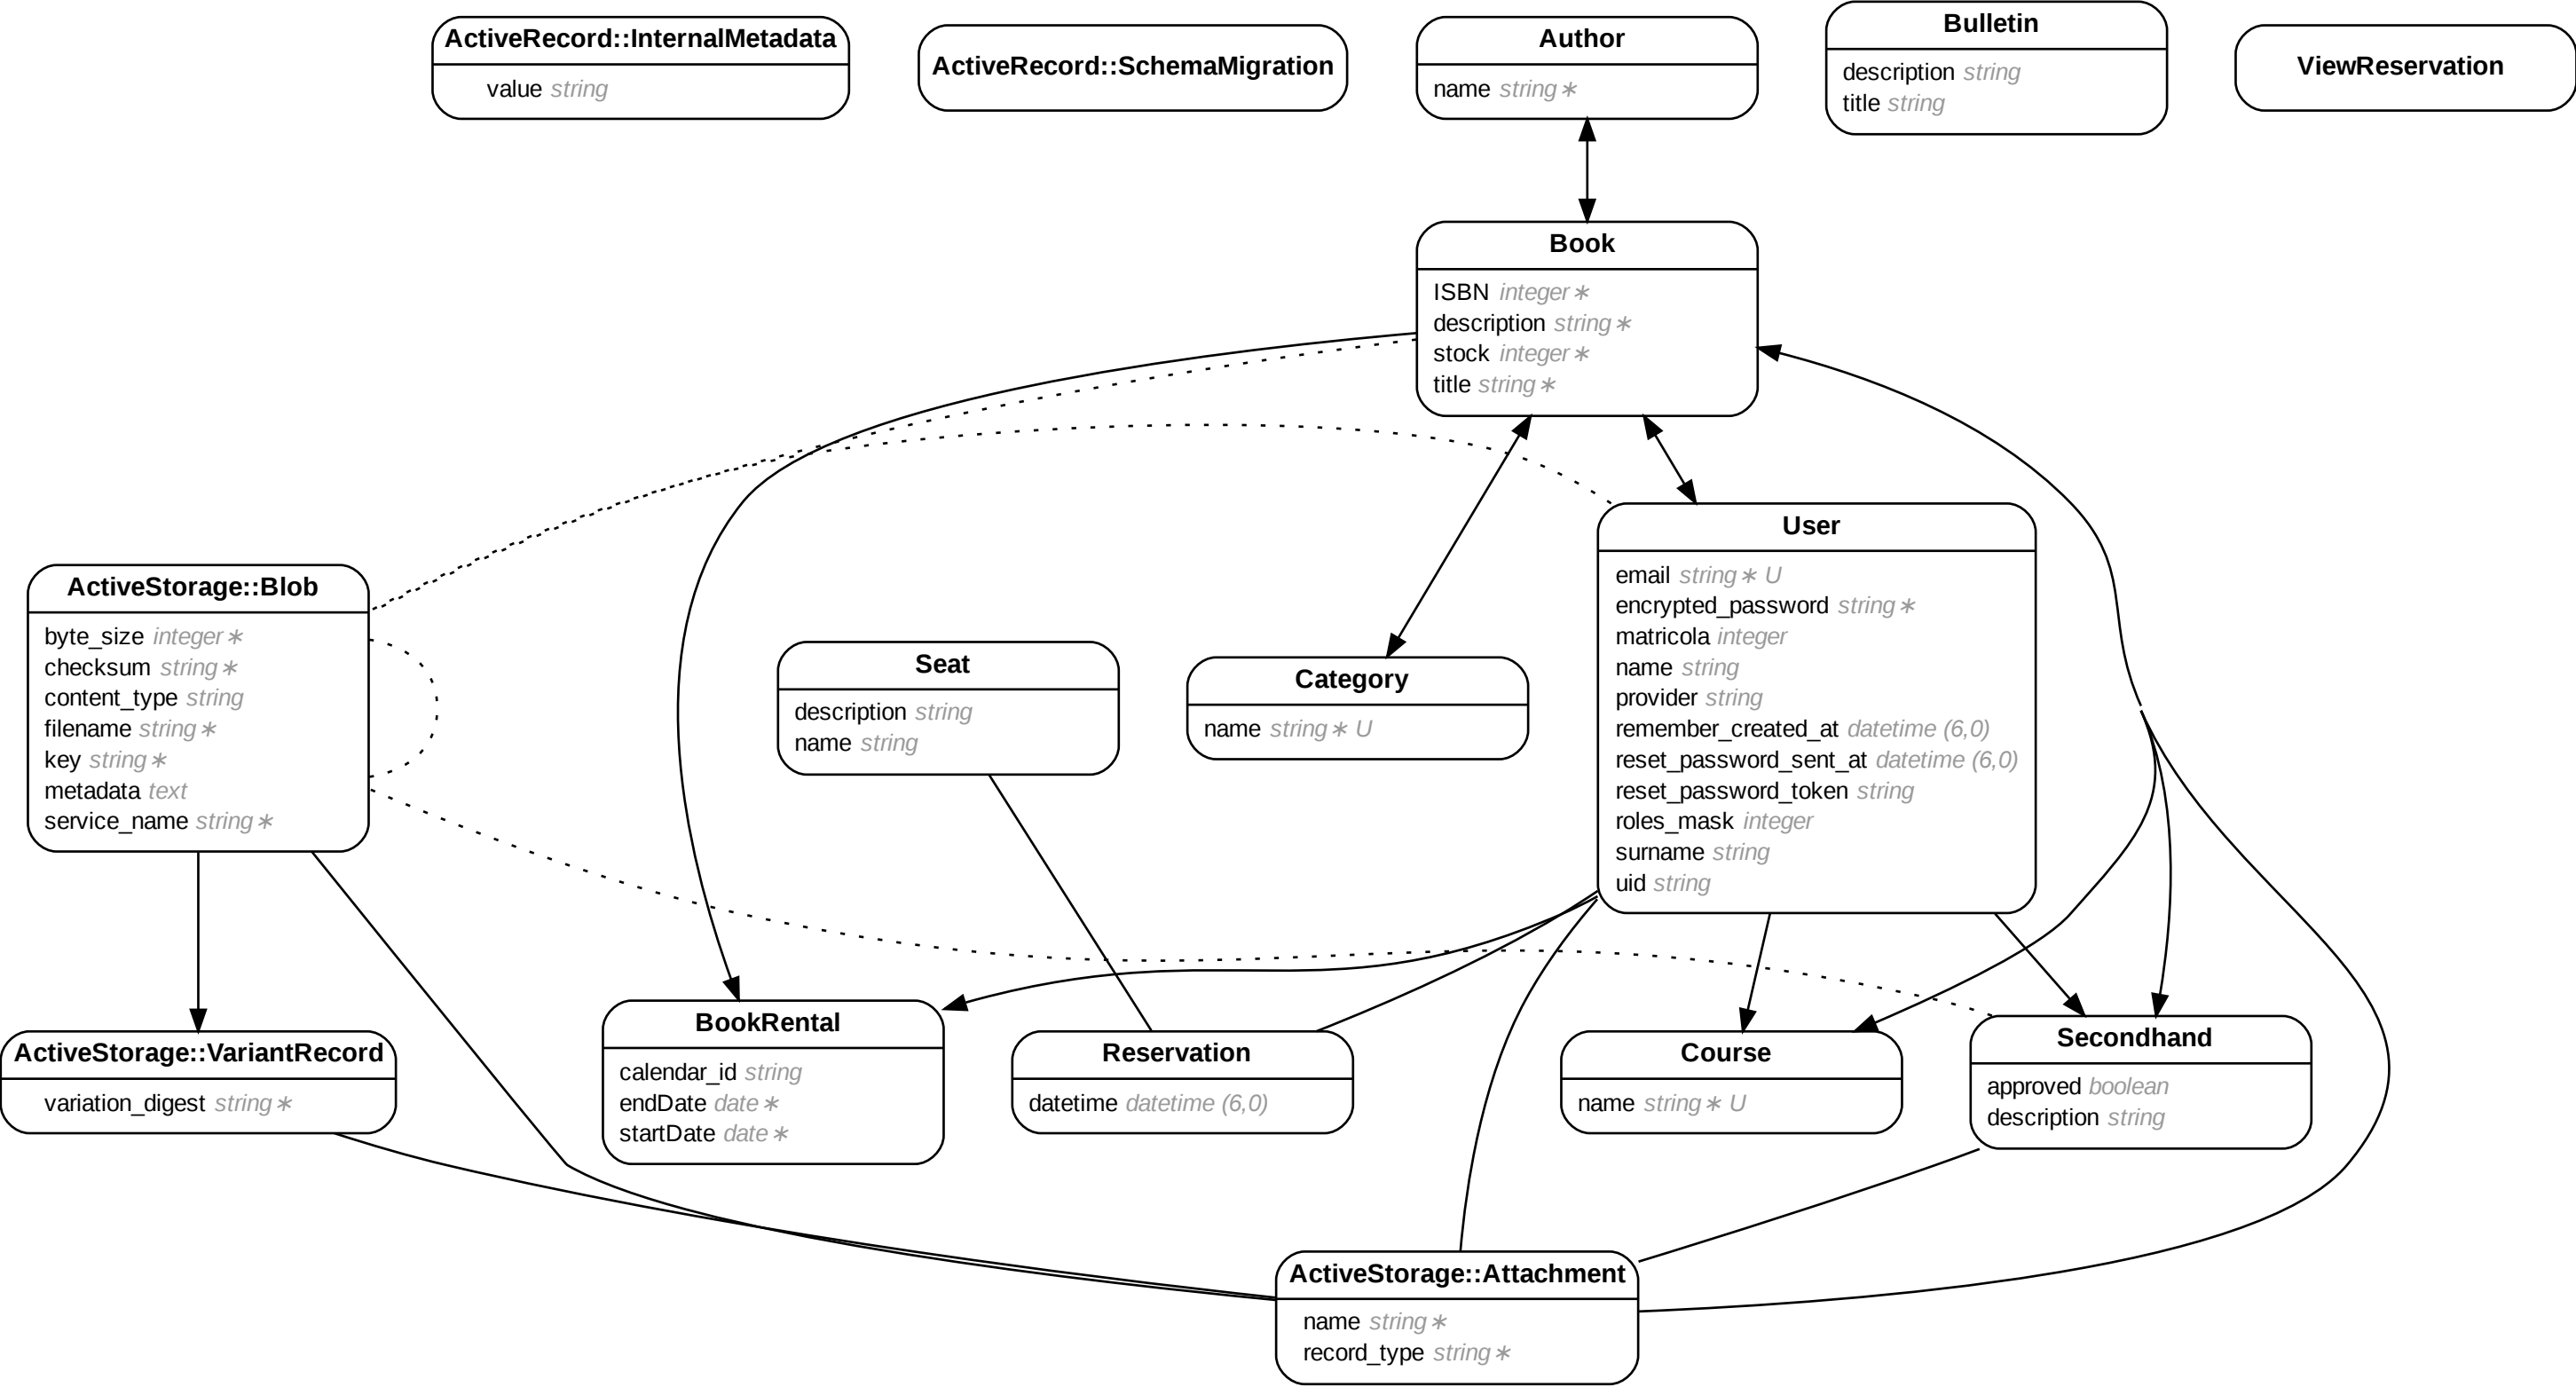 ActiveRecord::InternalMetadata
value string
ActiveRecord::SchemaMigration
Author
name string ∗
Bulletin
description string
title string
ViewReservation
Book
ISBN integer ∗
description string ∗
stock integer ∗
title string ∗
User
email string ∗ U
encrypted_password string ∗
matricola integer
name string
provider string
remember_created_at datetime (6,0)
reset_password_sent_at datetime (6,0)
reset_password_token string
roles_mask integer
surname string
uid string
ActiveStorage::Blob
byte_size integer ∗
checksum string ∗
content_type string
filename string ∗
key string ∗
metadata text
service_name string ∗
Seat
description string
name string
Category
name string ∗ U
ActiveStorage::VariantRecord
variation_digest string ∗
BookRental
calendar_id string
endDate date ∗
startDate date ∗
Reservation
datetime datetime (6,0)
Course
name string ∗ U
Secondhand
approved boolean
description string
ActiveStorage::Attachment
name string ∗
record_type string ∗